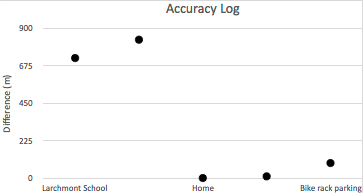 Accuracy Log
900
675
450
225
0
Difference (m)
Larchmont School
Home
Bike rack parking